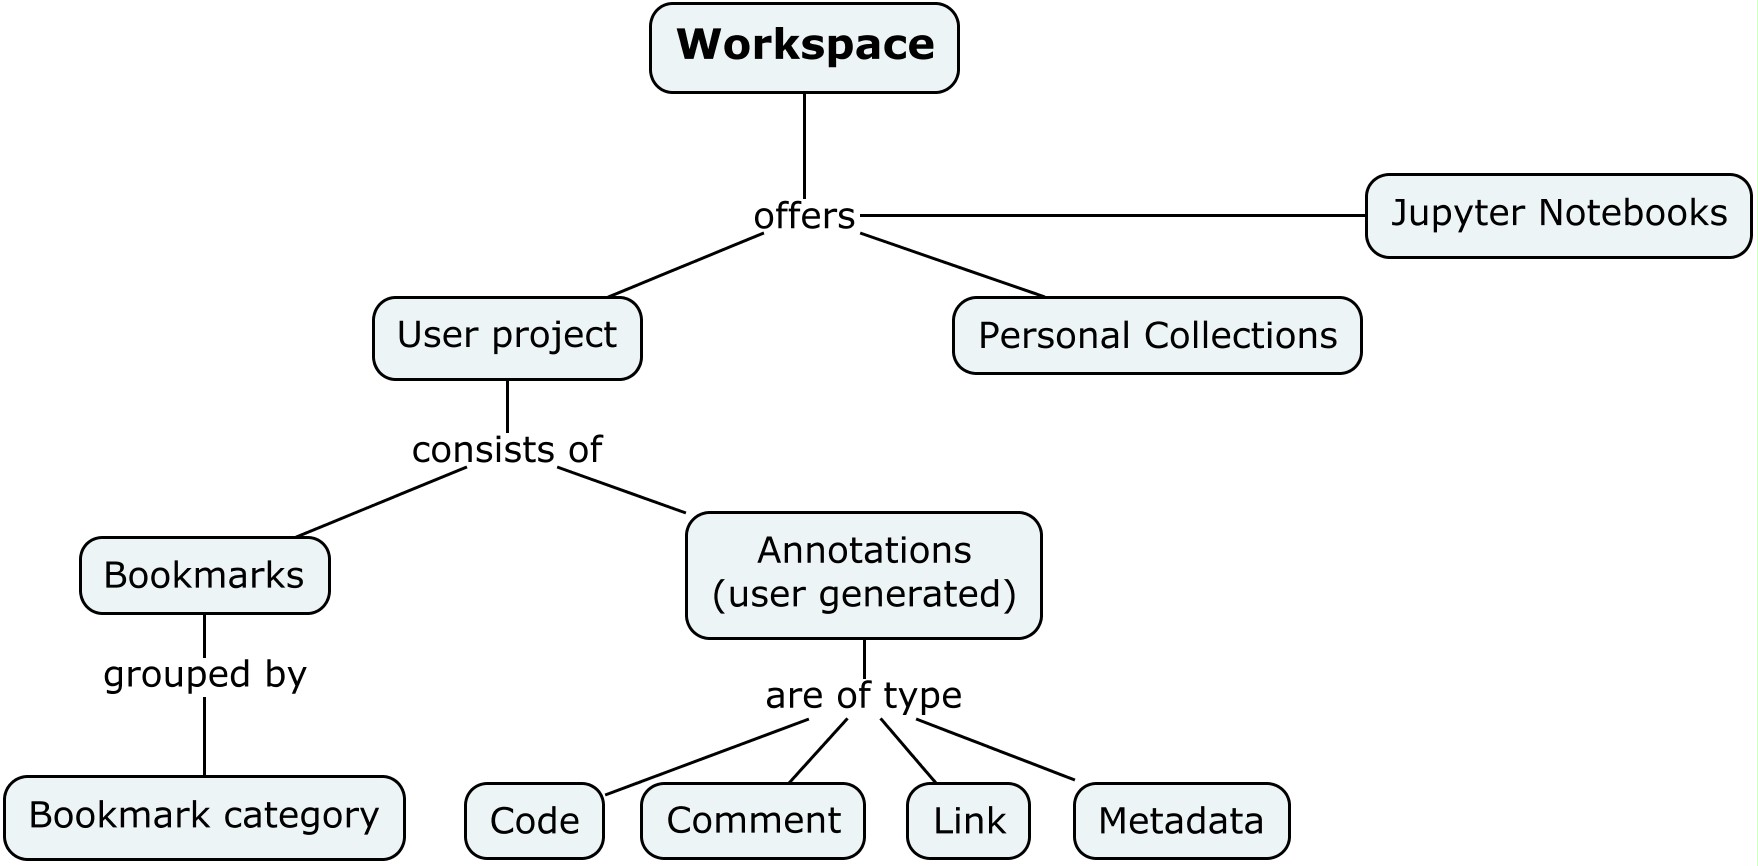 Workspace
offers
Jupyter Notebooks
User project
Personal Collections
consists of
Bookmarks
Annotations
(user generated)
grouped by
are of type
Bookmark category
Code
Comment
Link
Metadata